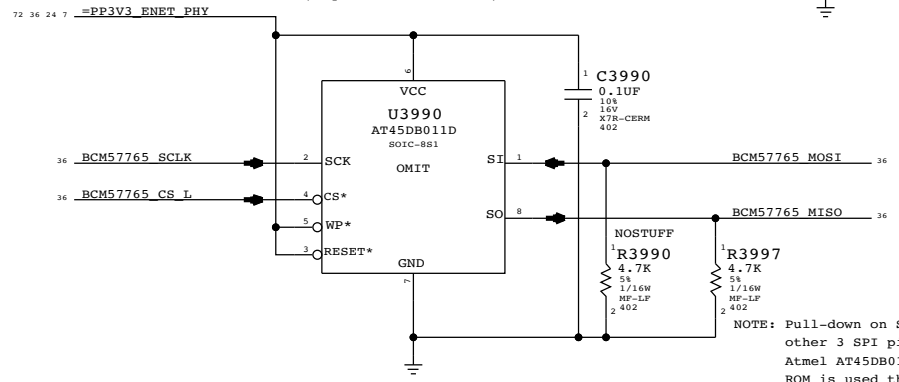 72 36 24 7 =PP3V3_ENET_PHY
6
VCC
U3990
AT45DB011D
SOIC-8S1
OMIT
1 C3990
0.1UF
10%
16V
X7R-CERM
2
402
36 BCM57765_SCLK
2 SCK
SI 1
BCM57765_MOSI 36
36 BCM57765_CS_L
4 CS*
SO 8
BCM57765_MISO 36
5 WP*
3 RESET*
GND
7
NOSTUFF
1 R3990
4.7K
5%
1/16W
MF-LF
2 402
1 R3997
4.7K
5%
1/16W
MF-LF
2 402
NOTE: Pull-down on
other 3 SPI
Atmel
ROM is used